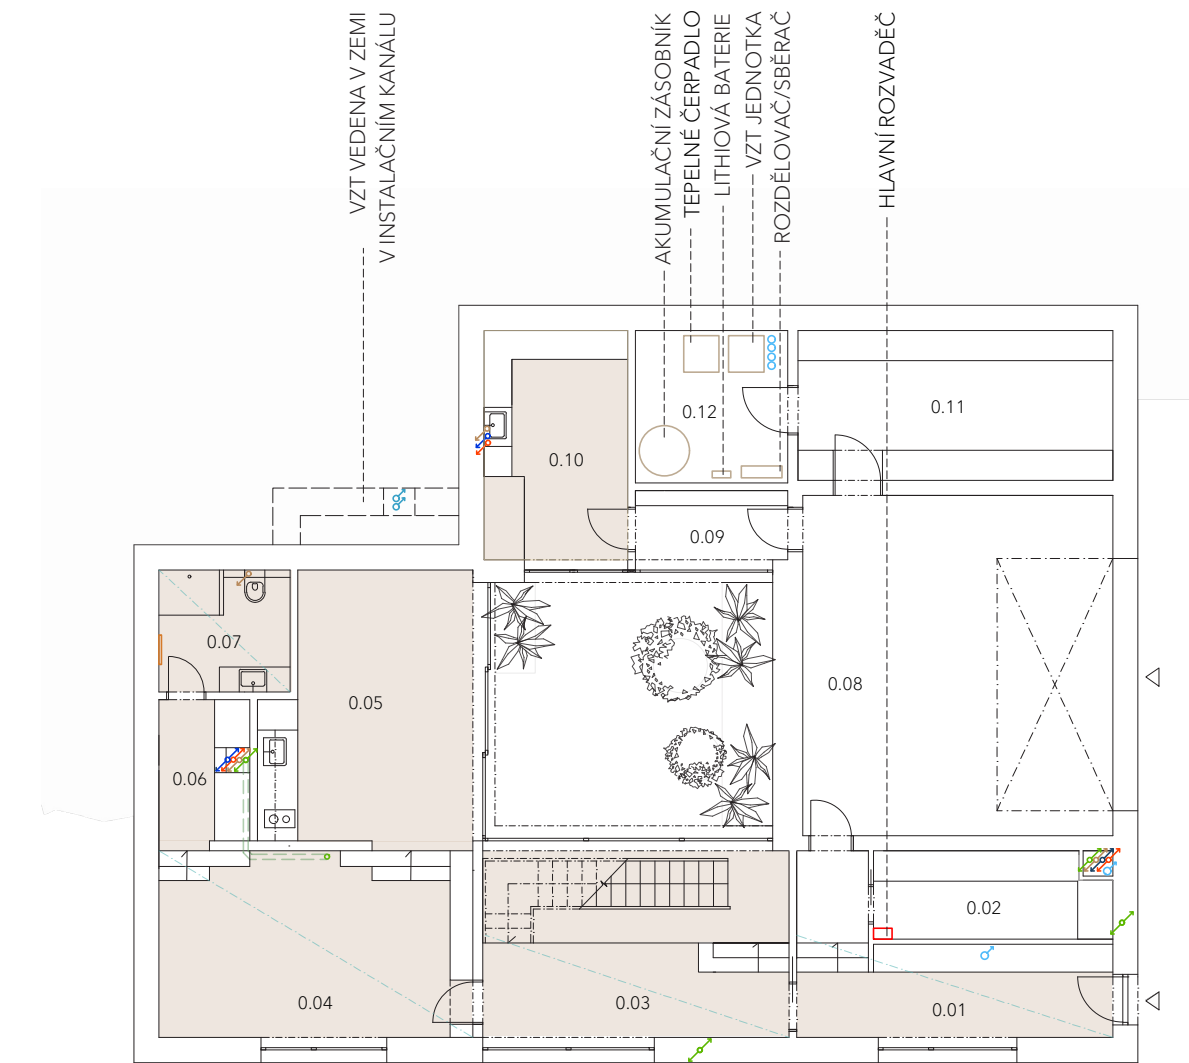 VZT VEDENA V ZEMI
V INSTALAČNÍM KANÁLU
AKUMULAČNÍ ZÁSOBNÍK
TEPELNÉ ČERPADLO
LITHIOVÁ BATERIE
VZT JEDNOTKA
ROZDĚLOVAČ/SBĚRAČ
HLAVNÍ ROZVADĚČ
0.12
0.11
0.10
0.09
0.07
0.05
0.08
0.06
0.02
0.04
0.03
0.01